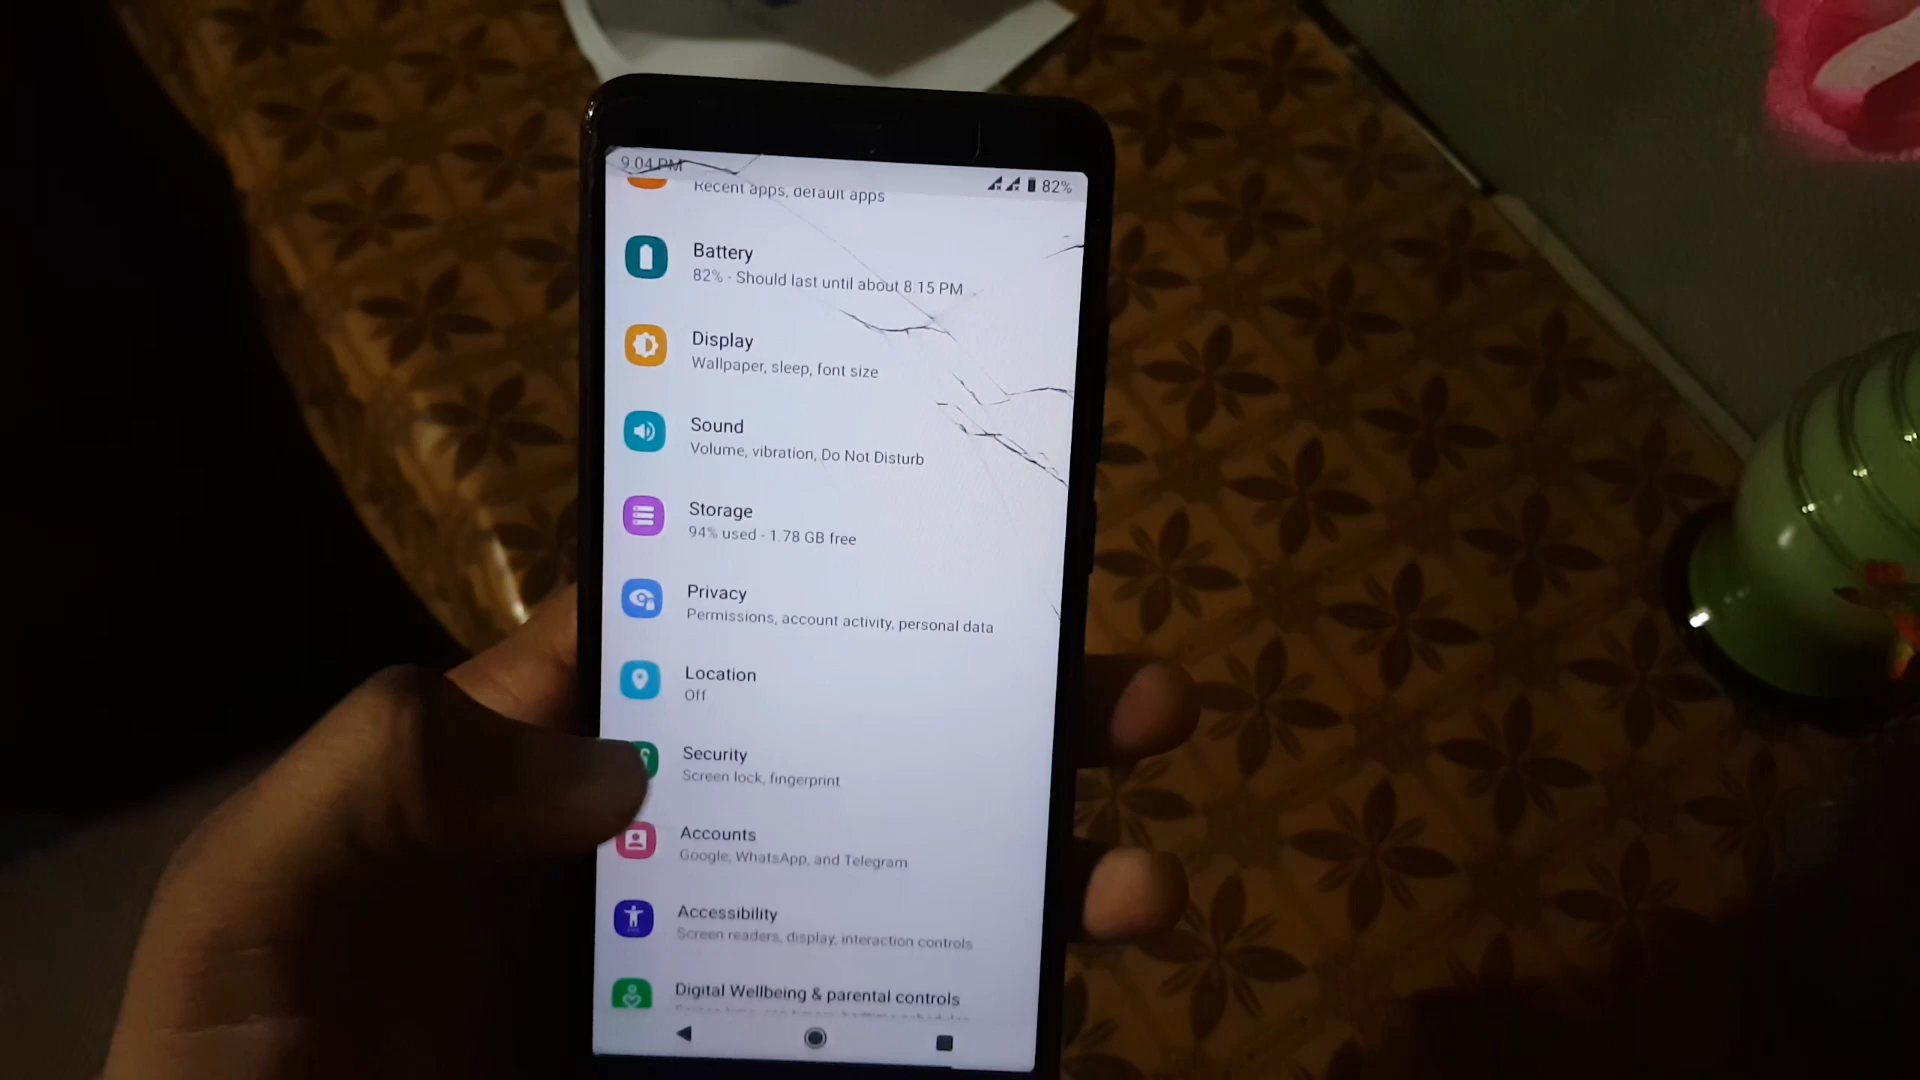 9:04 PM
82%
Recent apps, default apps
Battery
82% - Should last until about 8:15 PM
Display
Wallpaper, sleep, font size
Sound
Volume, vibration, Do Not Disturb
Storage
94% used - 1.78 GB free
Privacy
Permissions, account activity, personal data
Location
Off
Security
Screen lock, fingerprint
Accounts
Google, WhatsApp, and Telegram
Accessibility
Screen readers, display, interaction controls
Digital Wellbeing & parental controls